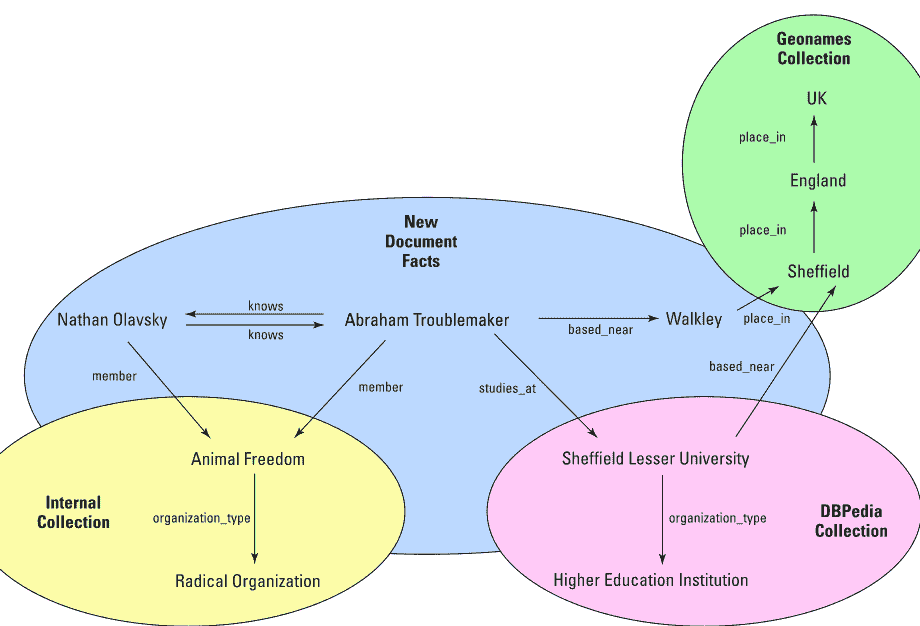 Geonames
Collection
UK
place_in
England
place_in
New
Document
Facts
Sheffield
knows
Nathan Olavsky
Abraham Troublemaker
Walkley
place_in
based_near
knows
based_near
member
member
studies_at
Animal Freedom
Sheffield Lesser University
Internal
Collection
organization_type
organization_type
DBPedia
Collection
Radical Organization
Higher Education Institution